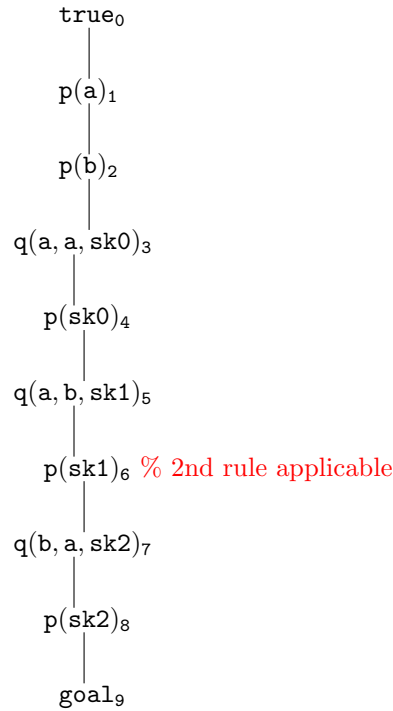 true₀
p(a)₁
p(b)₂
q(a, a, sk0)₃
p(sk0)₄
q(a, b, sk1)₅
p(sk1)₆ % 2nd rule applicable
q(b, a, sk2)₇
p(sk2)₈
goal₉